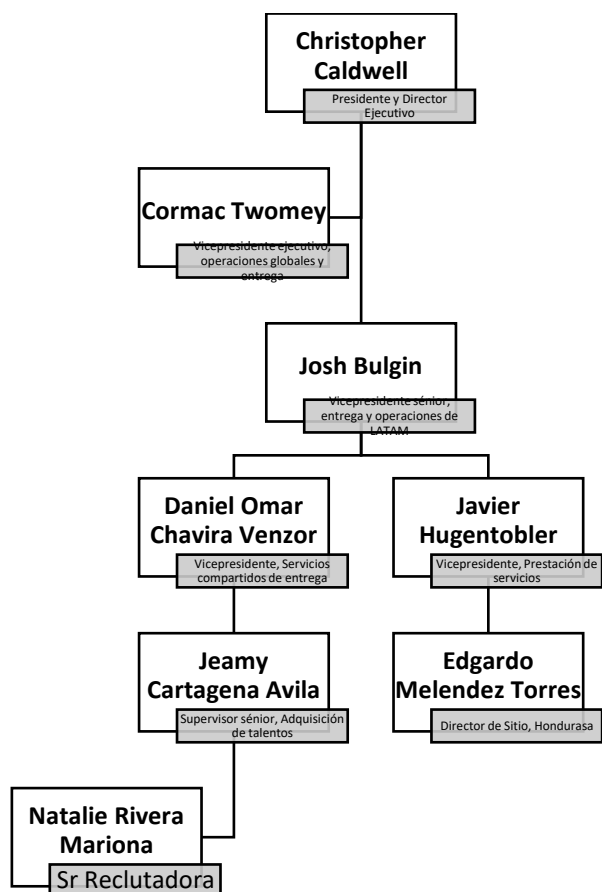 Christopher
Caldwell
Presidente y Director
Ejecutivo
Cormac Twomey
Vicepresidente ejecutivo,
operaciones globales y
entrega
Josh Bulgin
Vicepresidente sénior,
entrega y operaciones de
LATAM
Daniel Omar
Chavira Venzor
Vicepresidente, Servicios
compartidos de entrega
Javier
Hugentobler
Vicepresidente, Prestación de
servicios
Jeamy
Cartagena Avila
Supervisor sénior, Adquisición
de talentos
Edgardo
Melendez Torres
Director de Sitio, Hondurasa
Natalie Rivera
Mariona
Sr Reclutadora